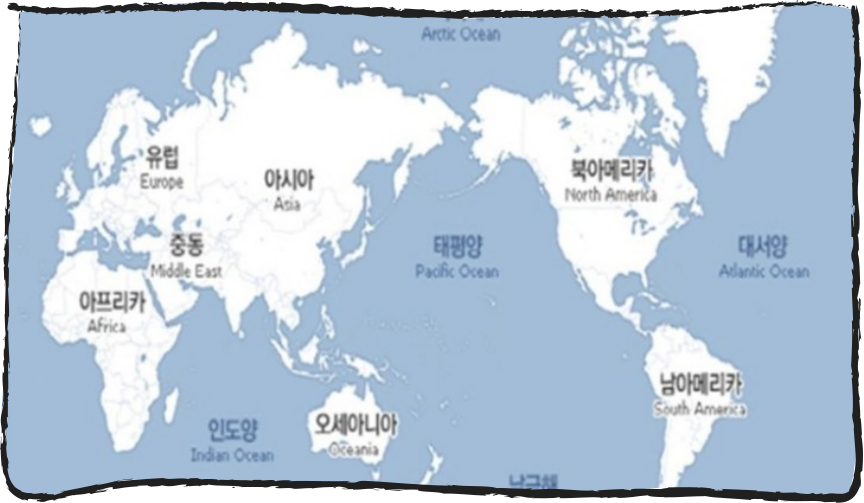 Arctic Ocean
유럽
Europe
아시아
Asia
북아메리카
North America
중동
Middle East
태평양
Pacific Ocean
대서양
Atlantic Ocean
아프리카
Africa
남아메리카
South America
인도양
Indian Ocean
오세아니아
Oceania